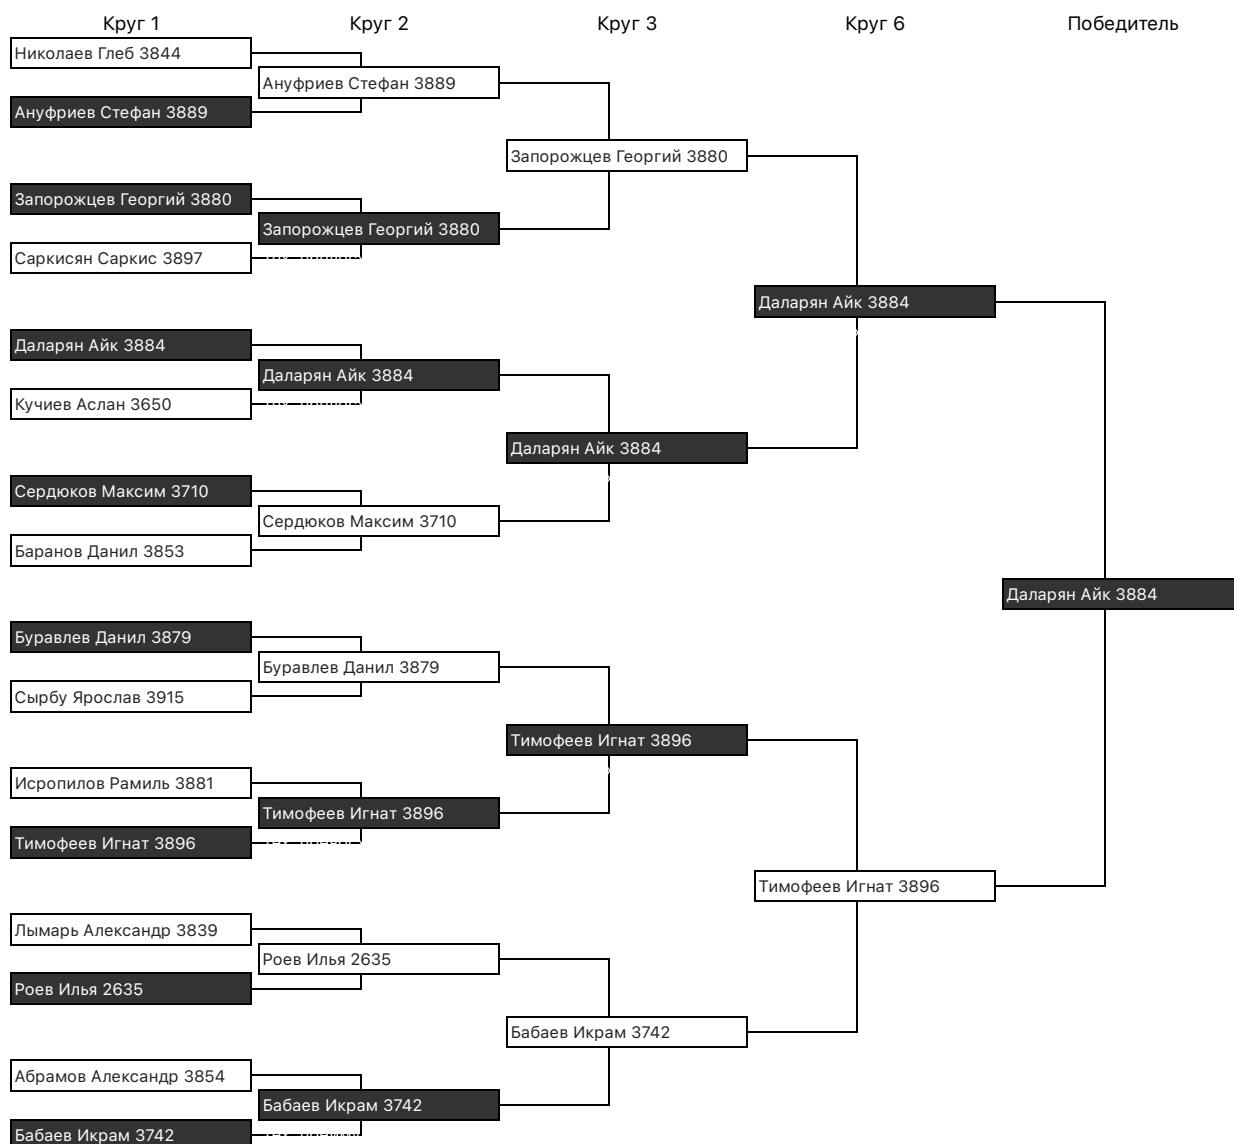 Круг 1
Круг 2
Круг 3
Круг 6
Победитель
Николаев Глеб 3844
Ануфриев Стефан 3889
Ануфриев Стефан 3889
Запорожцев Георгий 3880
Запорожцев Георгий 3880
Запорожцев Георгий 3880
Саркисян Саркис 3897
Даларян Айк 3884
Даларян Айк 3884
Даларян Айк 3884
Кучиев Аслан 3650
Даларян Айк 3884
Сердюков Максим 3710
Сердюков Максим 3710
Баранов Данил 3853
Даларян Айк 3884
Буравлев Данил 3879
Буравлев Данил 3879
Сырбу Ярослав 3915
Тимофеев Игнат 3896
Исропилов Рамиль 3881
Тимофеев Игнат 3896
Тимофеев Игнат 3896
Тимофеев Игнат 3896
Лымарь Александр 3839
Роев Илья 2635
Роев Илья 2635
Бабаев Икрам 3742
Абрамов Александр 3854
Бабаев Икрам 3742
Бабаев Икрам 3742